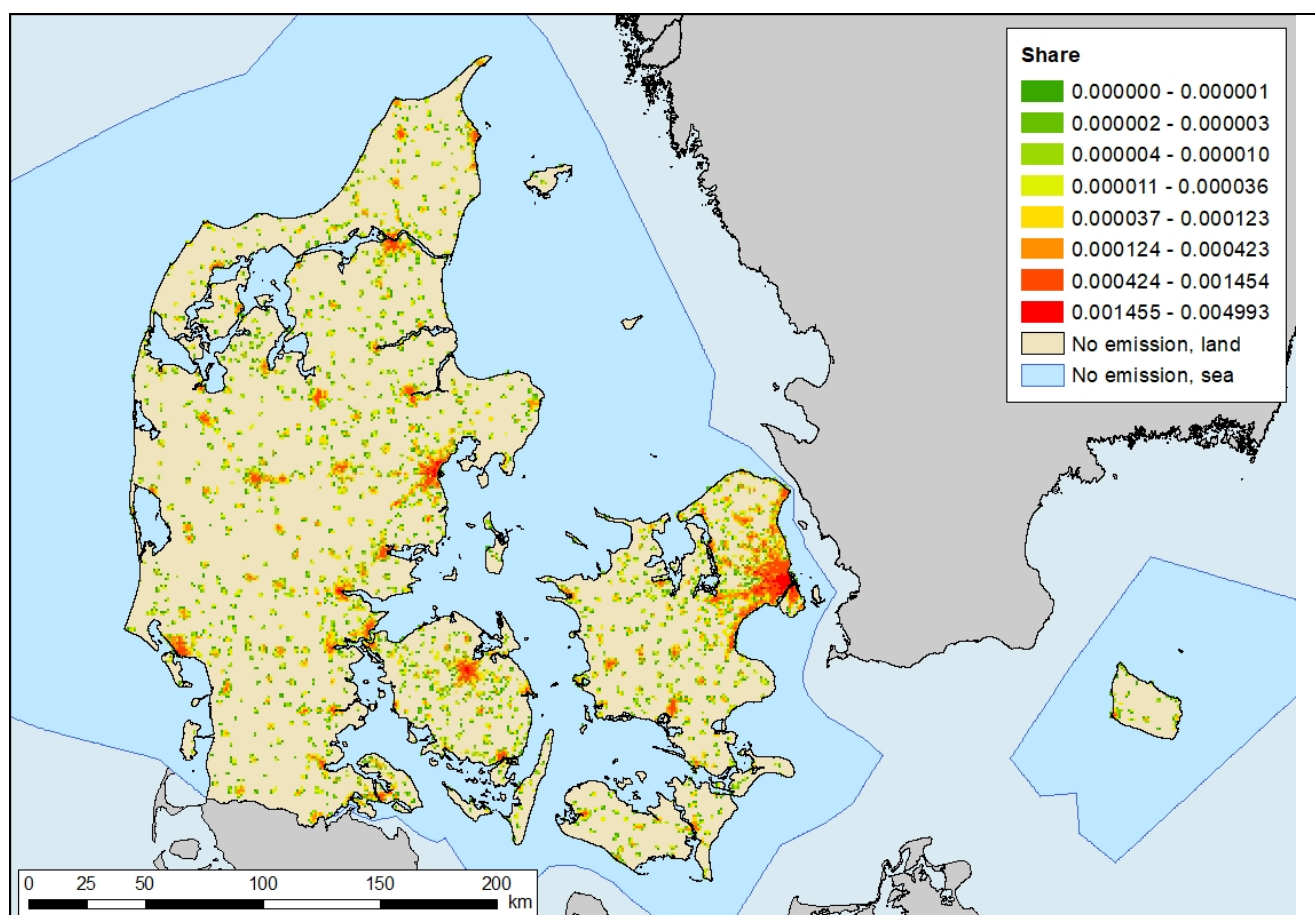 Share
0.000000 - 0.000001
0.000002 - 0.000003
0.000004 - 0.000010
0.000011 - 0.000036
0.000037 - 0.000123
0.000124 - 0.000423
0.000424 - 0.001454
0.001455 - 0.004993
No emission, land
No emission, sea
0 25 50 100 150 200
km